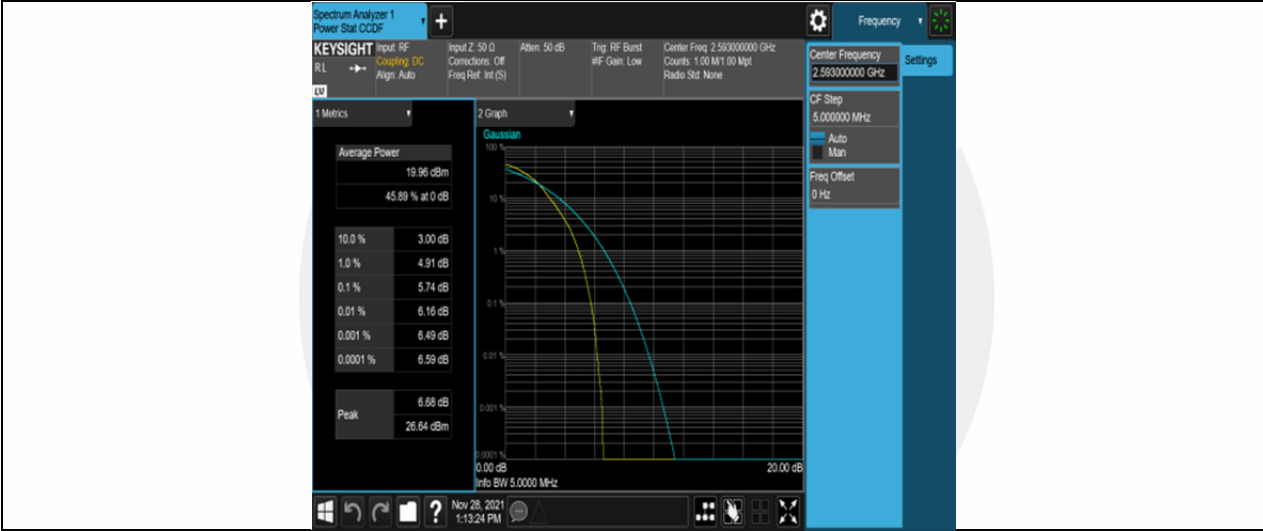 Spectrum Analyzer 1
Power Stat CCDF
+
Frequency
KEYSIGHT
RL
LV
Input: RF
Coupling: DC
Align: Auto
Input Z: 50 Ω
Corrections: Off
Freq Ref: Int (S)
Atten: 50 dB
Trig: RF Burst
#IF Gain: Low
Center Freq: 2.593000000 GHz
Counts: 1.00 M/1.00 Mpt
Radio Std: None
Center Frequency
2.593000000 GHz
Settings
CF Step
5.000000 MHz
Auto
Man
Freq Offset
0 Hz
1 Metrics
Average Power
19.96 dBm
45.89 % at 0 dB
10.0 % 3.00 dB
1.0 % 4.91 dB
0.1 % 5.74 dB
0.01 % 6.16 dB
0.001 % 6.49 dB
0.0001 % 6.59 dB
Peak
6.68 dB
26.64 dBm
2 Graph
Gaussian
100 %
10 %
1 %
0.1 %
0.01 %
0.001 %
0.0001 %
0.00 dB 20.00 dB
Info BW 5.0000 MHz
?
Nov 28, 2021
1:13:24 PM